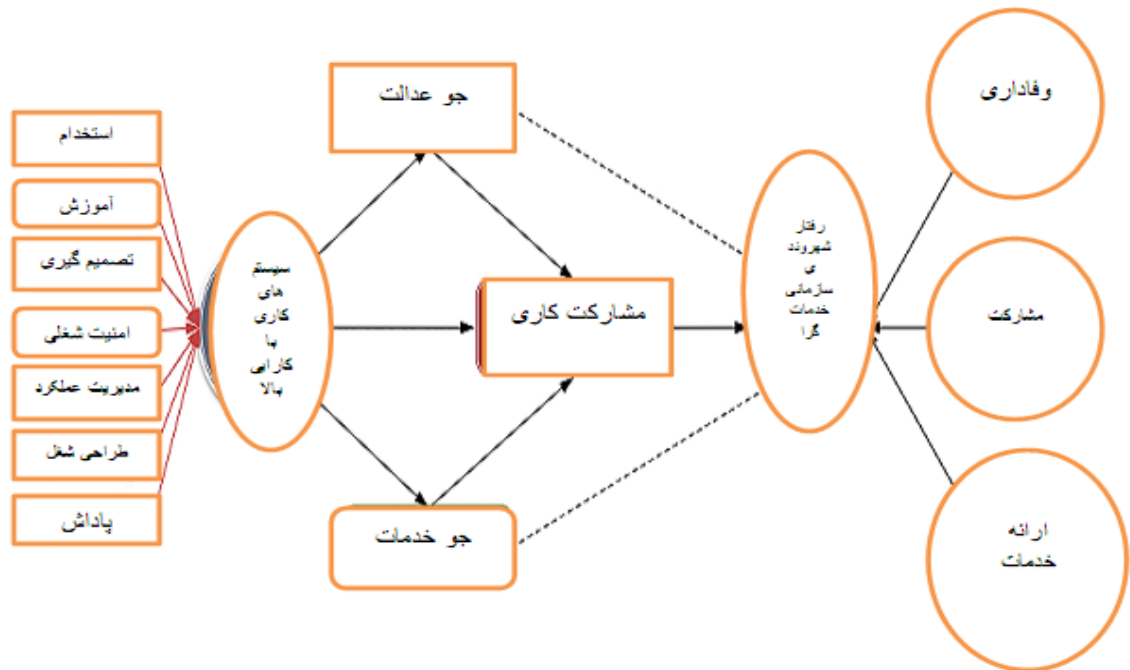 استخدام
آموزش
تصمیم گیری
امنیت شغلی
مدیریت عملکرد
طراحی شغل
پاداش
سیستم
های
کاری
با
کارایی
بالا
جو عدالت
مشارکت کاری
جو خدمات
رفتار
شهروند
ی
سازمانی
خدمات
گرا
وفاداری
مشارکت
ارائه
خدمات